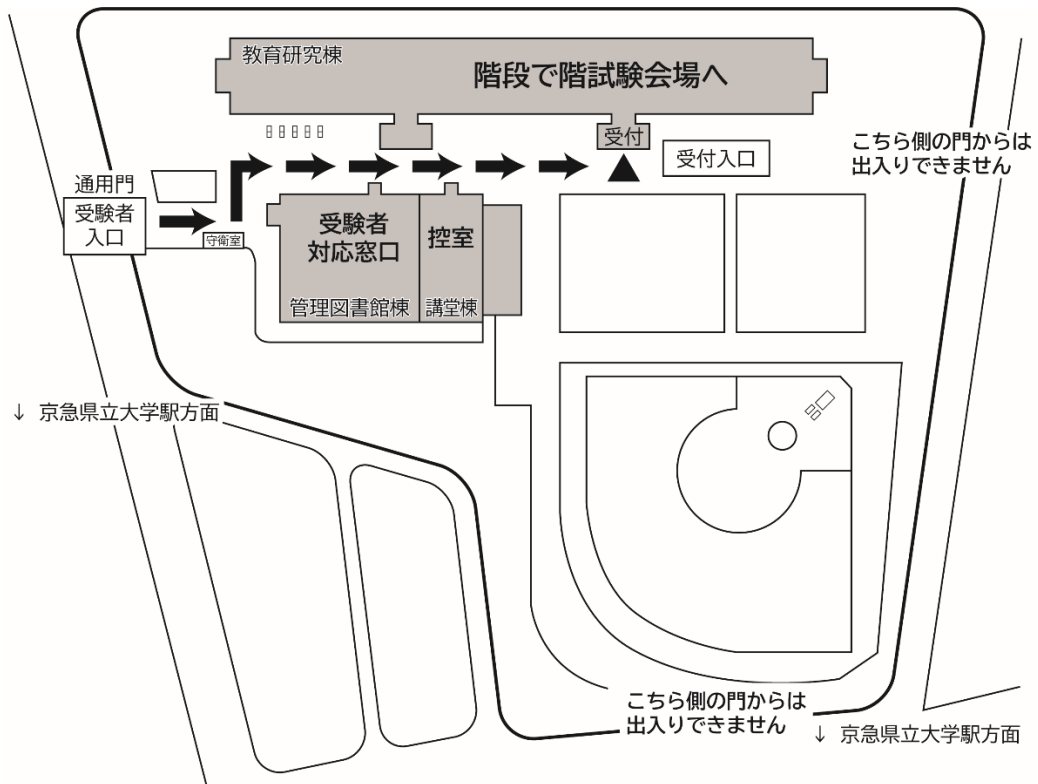 教育研究棟
階段で階試験会場へ
受付
受付入口
こちら側の門からは
出入りできません
通用門
受験者
入口
守衛室
受験者
対応窓口
控室
管理図書館棟
講堂棟
↓ 京急県立大学駅方面
こちら側の門からは
出入りできません
↓ 京急県立大学駅方面